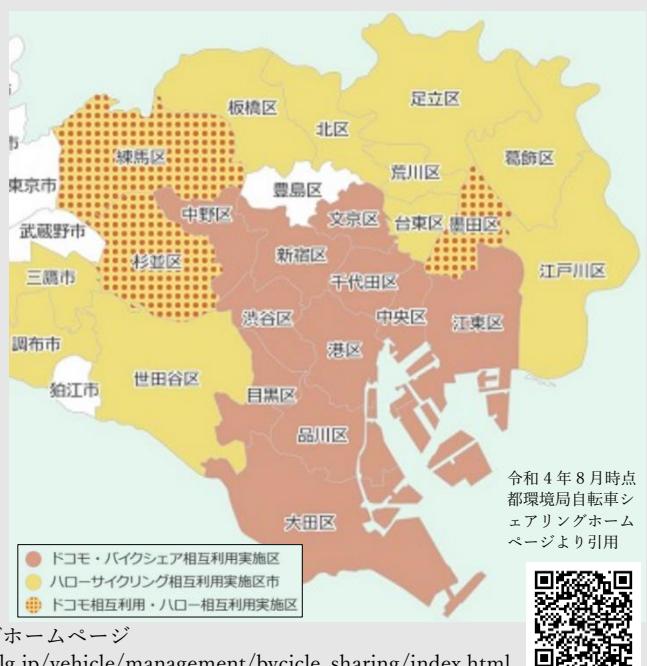 板橋区
足立区
北区
練馬区
葛飾区
荒川区
豊島区
東京市
中野区
文京区
台東区
墨田区
武蔵野市
新宿区
杉並区
千代田区
江戸川区
三鷹市
渋谷区
中央区
江東区
調布市
港区
世田谷区
狛江市
目黒区
品川区
大田区
令和4年8月時点
都環境局自転車シ
ェアリングホーム
ページより引用
ドコモ・バイクシェア相互利用実施区
ハローサイクリング相互利用実施区市
ドコモ相互利用・ハロー相互利用実施区
ホームページ
lg.jp/vehicle/management/bycicle_sharing/index.html